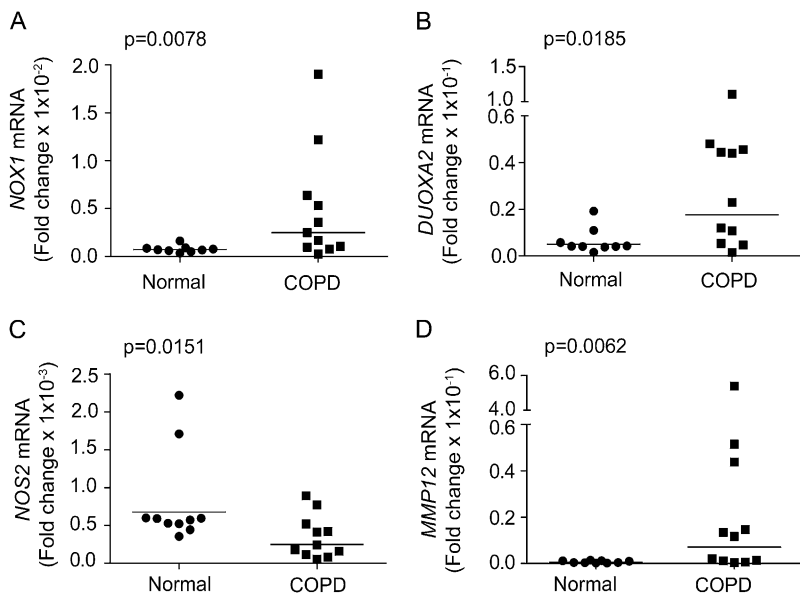 A
p=0.0078
NOX1 mRNA
(Fold change x 1x10⁻²)
2.0
1.5
1.0
0.5
0.0
Normal
COPD
B
p=0.0185
DUOXA2 mRNA
(Fold change x 1x10⁻¹)
1.5
1.0
0.6
0.4
0.2
0.0
Normal
COPD
C
p=0.0151
NOS2 mRNA
(Fold change x 1x10⁻³)
2.5
2.0
1.5
1.0
0.5
0.0
Normal
COPD
D
p=0.0062
MMP12 mRNA
(Fold change x 1x10⁻¹)
6.0
4.0
0.6
0.4
0.2
0.0
Normal
COPD